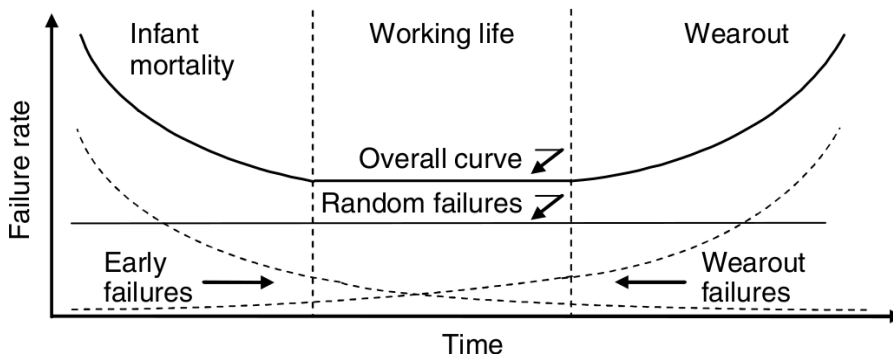 Infant
mortality
Working life
Wearout
Failure rate
Overall curve
Random failures
Early
failures
Wearout
failures
Time